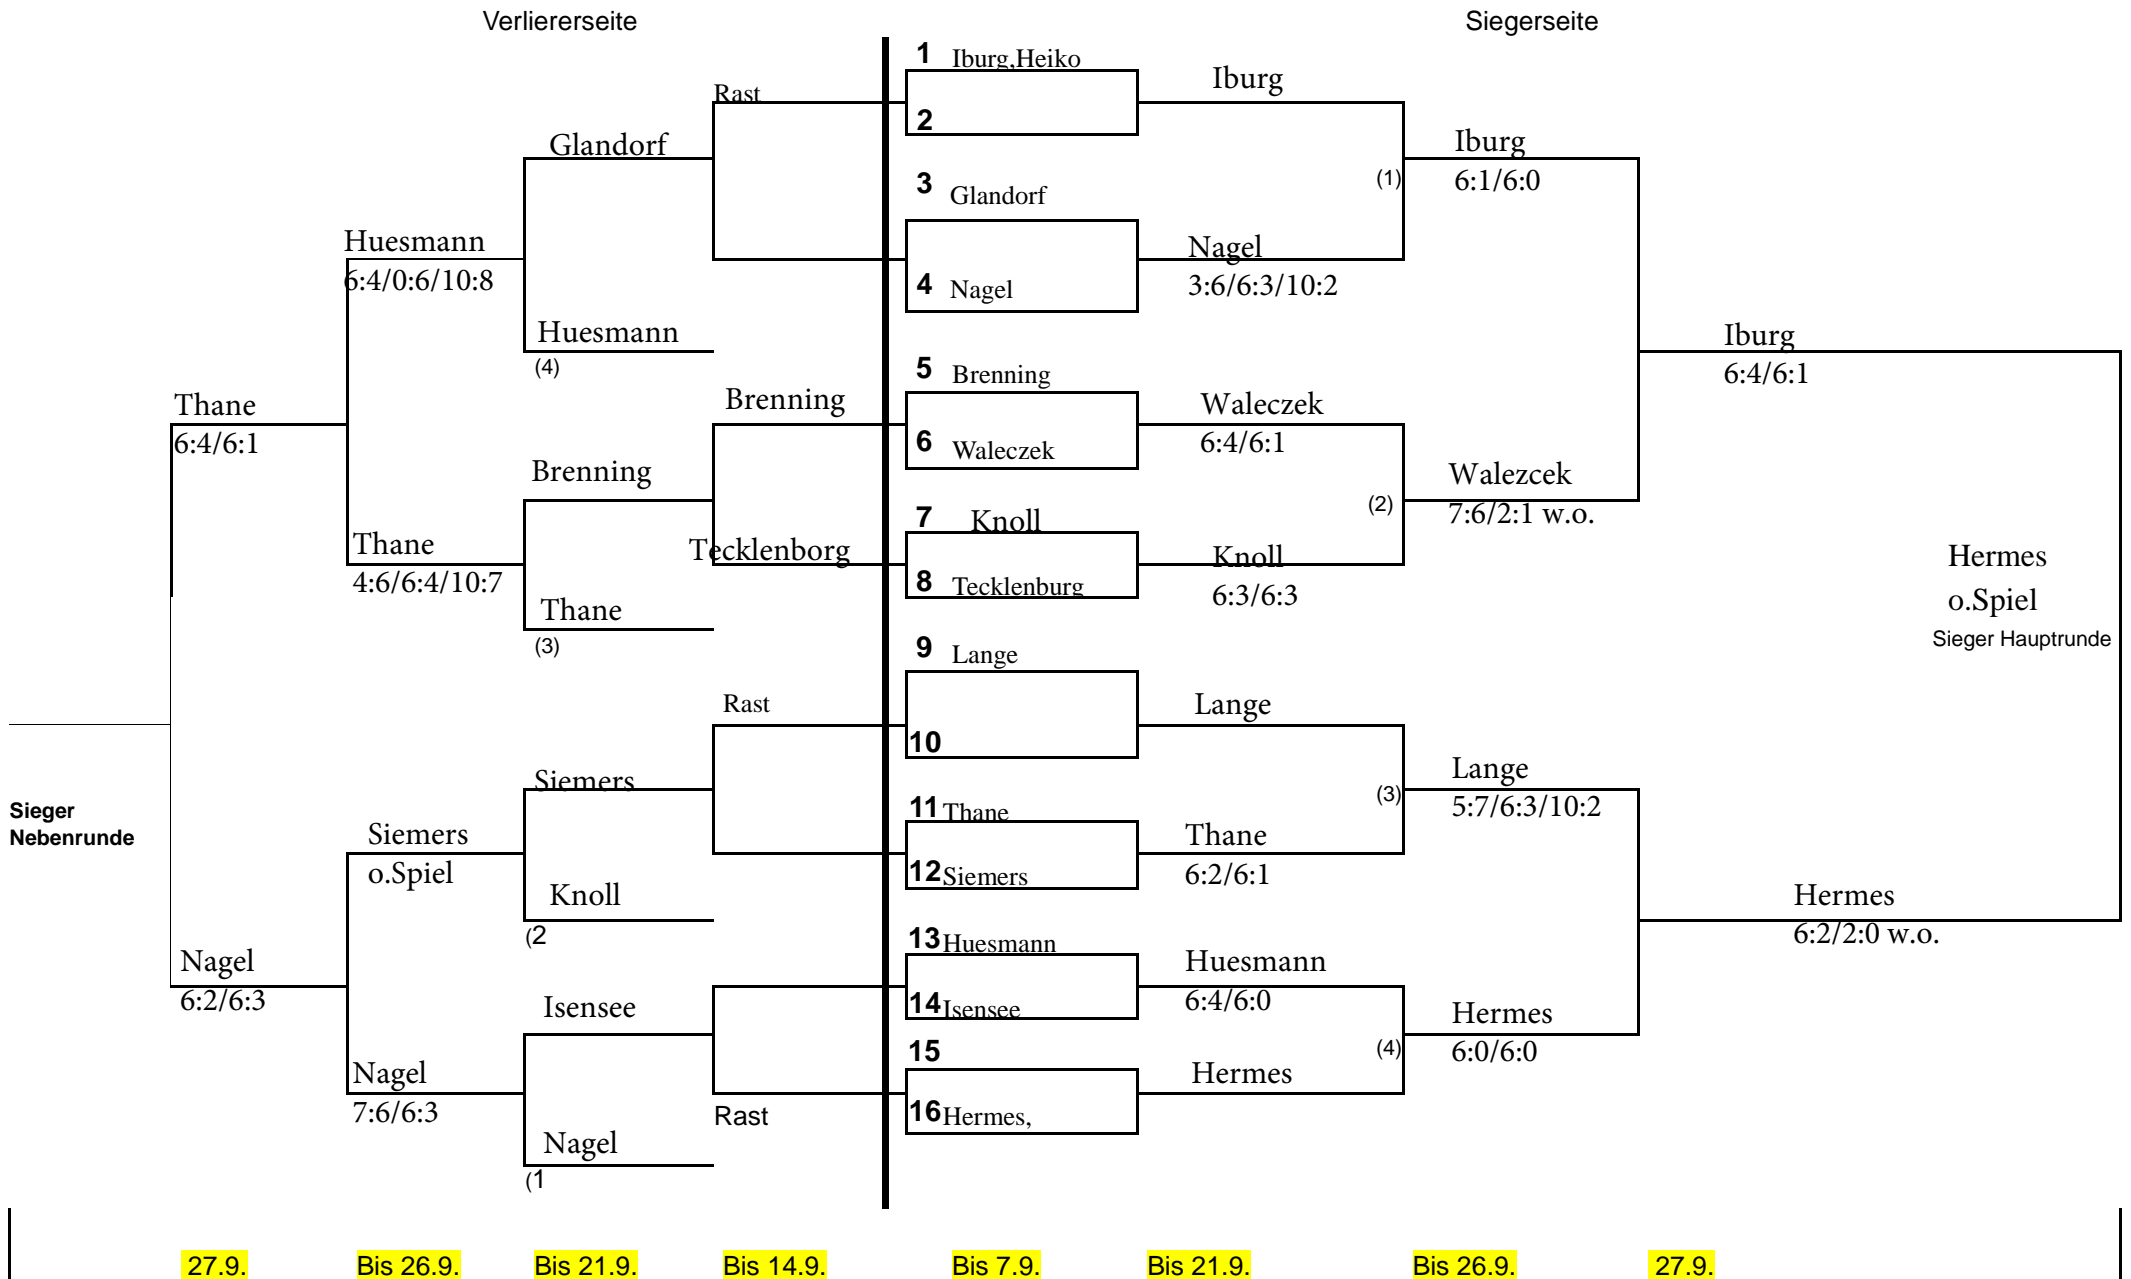 Verliererseite
Siegerseite
Rast
Glandorf
Huesmann
6:4/0:6/10:8
Huesmann
(4)
Brenning
Thane
6:4/6:1
Brenning
Tecklenborg
Thane
4:6/6:4/10:7
Thane
(3)
Rast
Siemers
Sieger
Nebenrunde
Siemers
o.Spiel
Knoll
(2
Nagel
6:2/6:3
Isensee
Nagel
7:6/6:3
Rast
Nagel
(1
1 Iburg,Heiko
2
3 Glandorf
4 Nagel
5 Brenning
6 Waleczek
7 Knoll
8 Tecklenburg
9 Lange
10
11 Thane
12 Siemers
13 Huesmann
14 Isensee
15
16 Hermes,
Iburg
(1)
Nagel
3:6/6:3/10:2
Waleczek
6:4/6:1
(2)
Knoll
6:3/6:3
Lange
(3)
Thane
6:2/6:1
Huesmann
6:4/6:0
(4)
Hermes
Iburg
6:1/6:0
Walezcek
7:6/2:1 w.o.
Lange
5:7/6:3/10:2
Hermes
6:0/6:0
Iburg
6:4/6:1
Hermes
6:2/2:0 w.o.
Hermes
o.Spiel
Sieger Hauptrunde
27.9. Bis 26.9. Bis 21.9. Bis 14.9. Bis 7.9. Bis 21.9. Bis 26.9. 27.9.